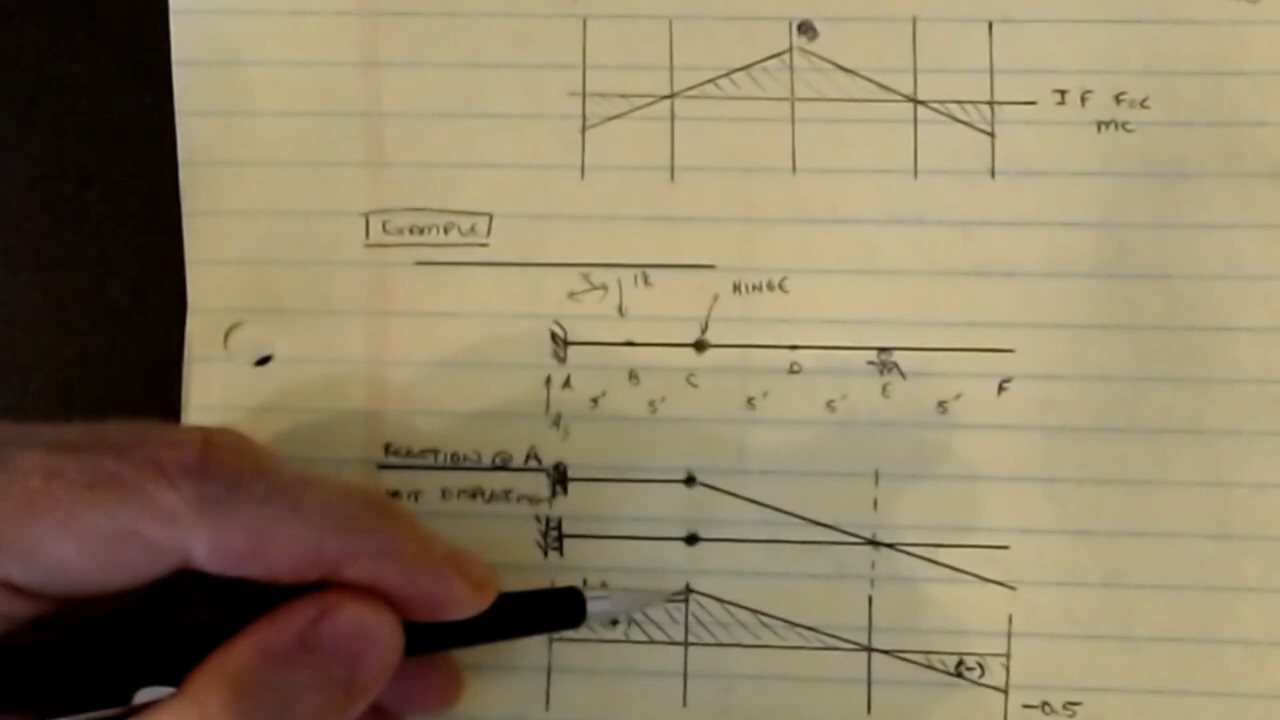 IF FOR
MC
EXAMPLE
X 1k HINGE
A B C D E F
5' 5' 5' 5' 5'
REACTION @ A
(+) (-)
-0.5